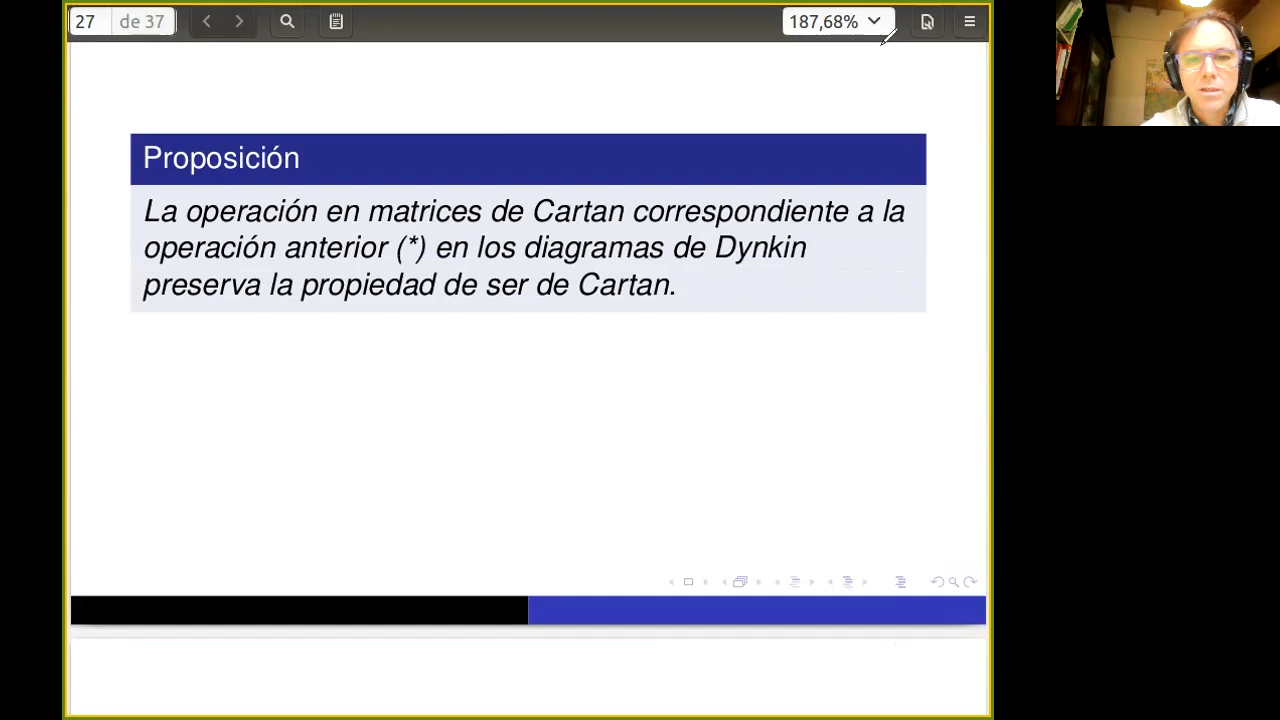 27 de 37 187,68%
Proposición
La operación en matrices de Cartan correspondiente a la
operación anterior (*) en los diagramas de Dynkin
preserva la propiedad de ser de Cartan.